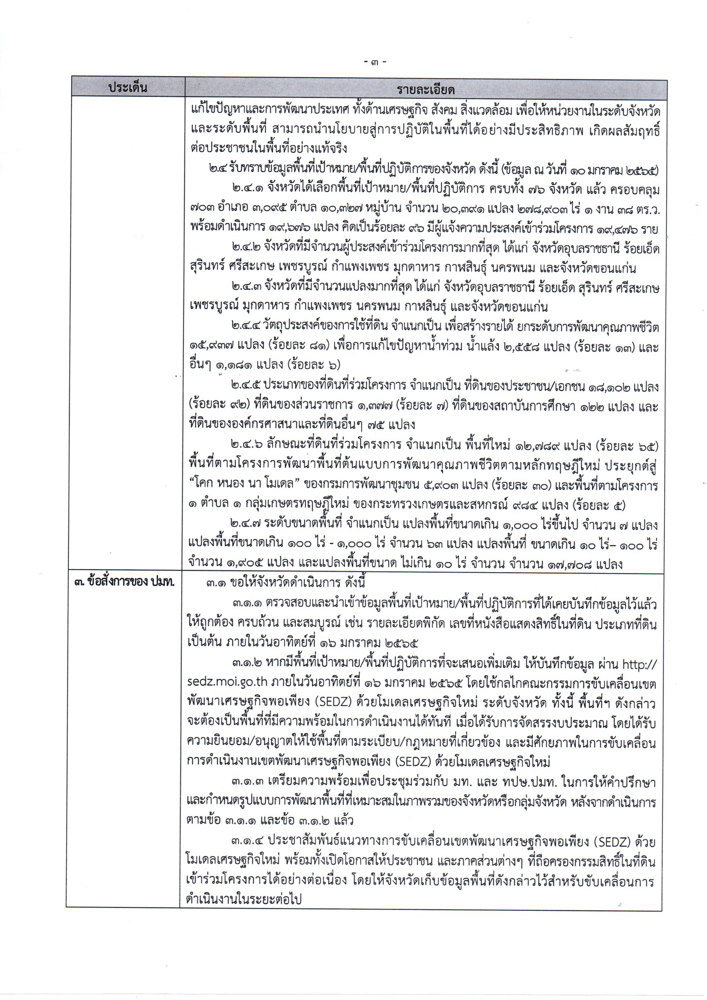 - ๓ -
ประเด็น
รายละเอียด
แก้ไขปัญหาและการพัฒนาประเทศ ทั้งด้านเศรษฐกิจ สังคม สิ่งแวดล้อม เพื่อให้หน่วยงานในระดับจังหวัด
และระดับพื้นที่ สามารถนำนโยบายสู่การปฏิบัติในพื้นที่ได้อย่างมีประสิทธิภาพ เกิดผลสัมฤทธิ์
ต่อประชาชนในพื้นที่อย่างแท้จริง
๒.๔ รับทราบข้อมูลพื้นที่เป้าหมาย/พื้นที่ปฏิบัติการของจังหวัด ดังนี้ (ข้อมูล ณ วันที่ ๑๐ มกราคม ๒๕๖๕)
๒.๔.๑ จังหวัดได้เลือกพื้นที่เป้าหมาย/พื้นที่ปฏิบัติการ ครบทั้ง ๗๖ จังหวัด แล้ว ครอบคลุม
๗๐๓ อำเภอ ๓,๐๙๕ ตำบล ๑๐,๓๒๗ หมู่บ้าน จำนวน ๒๐,๓๙๑ แปลง ๒๗๘,๙๐๓ ไร่ ๑ งาน ๓๘ ตร.ว.
พร้อมดำเนินการ ๑๙,๖๗๖ แปลง คิดเป็นร้อยละ ๙๖ มีผู้แจ้งความประสงค์เข้าร่วมโครงการ ๑๙,๔๗๖ ราย
๒.๔.๒ จังหวัดที่มีจำนวนผู้ประสงค์เข้าร่วมโครงการมากที่สุด ได้แก่ จังหวัดอุบลราชธานี ร้อยเอ็ด
สุรินทร์ ศรีสะเกษ เพชรบูรณ์ กำแพงเพชร มุกดาหาร กาฬสินธุ์ นครพนม และจังหวัดขอนแก่น
๒.๔.๓ จังหวัดที่มีจำนวนแปลงมากที่สุด ได้แก่ จังหวัดอุบลราชธานี ร้อยเอ็ด สุรินทร์ ศรีสะเกษ
เพชรบูรณ์ มุกดาหาร กำแพงเพชร นครพนม กาฬสินธุ์ และจังหวัดขอนแก่น
๒.๔.๔ วัตถุประสงค์ของการใช้ที่ดิน จำแนกเป็น เพื่อสร้างรายได้ ยกระดับการพัฒนาคุณภาพชีวิต
๑๕,๙๓๗ แปลง (ร้อยละ ๘๑) เพื่อการแก้ไขปัญหาน้ำท่วม น้ำแล้ง ๒,๕๕๘ แปลง (ร้อยละ ๑๓) และ
อื่นๆ ๑,๑๘๑ แปลง (ร้อยละ ๖)
๒.๔.๕ ประเภทของที่ดินที่ร่วมโครงการ จำแนกเป็น ที่ดินของประชาชน/เอกชน ๑๘,๑๐๒ แปลง
(ร้อยละ ๙๒) ที่ดินของส่วนราชการ ๑,๓๗๗ (ร้อยละ ๗) ที่ดินของสถาบันการศึกษา ๑๒๒ แปลง และ
ที่ดินขององค์กรศาสนาและที่ดินอื่นๆ ๗๕ แปลง
๒.๔.๖ ลักษณะที่ดินที่ร่วมโครงการ จำแนกเป็น พื้นที่ใหม่ ๑๒,๗๘๙ แปลง (ร้อยละ ๖๕)
พื้นที่ตามโครงการพัฒนาพื้นที่ต้นแบบการพัฒนาคุณภาพชีวิตตามหลักทฤษฎีใหม่ ประยุกต์สู่
“โคก หนอง นา โมเดล” ของกรมการพัฒนาชุมชน ๕,๙๐๓ แปลง (ร้อยละ ๓๐) และพื้นที่ตามโครงการ
๑ ตำบล ๑ กลุ่มเกษตรทฤษฎีใหม่ ของกระทรวงเกษตรและสหกรณ์ ๙๘๔ แปลง (ร้อยละ ๕)
๒.๔.๗ ระดับขนาดพื้นที่ จำแนกเป็น แปลงพื้นที่ขนาดเกิน ๑,๐๐๐ ไร่ขึ้นไป จำนวน ๗ แปลง
แปลงพื้นที่ขนาดเกิน ๑๐๐ ไร่ - ๑,๐๐๐ ไร่ จำนวน ๖๓ แปลง แปลงพื้นที่ ขนาดเกิน ๑๐ ไร่– ๑๐๐ ไร่
จำนวน ๑,๙๐๕ แปลง และแปลงพื้นที่ขนาด ไม่เกิน ๑๐ ไร่ จำนวน จำนวน ๑๗,๗๐๘ แปลง
๓. ข้อสั่งการของ ปมท.
๓.๑ ขอให้จังหวัดดำเนินการ ดังนี้
๓.๑.๑ ตรวจสอบและนำเข้าข้อมูลพื้นที่เป้าหมาย/พื้นที่ปฏิบัติการที่ได้เคยบันทึกข้อมูลไว้แล้ว
ให้ถูกต้อง ครบถ้วน และสมบูรณ์ เช่น รายละเอียดพิกัด เลขที่หนังสือแสดงสิทธิ์ในที่ดิน ประเภทที่ดิน
เป็นต้น ภายในวันอาทิตย์ที่ ๑๖ มกราคม ๒๕๖๕
๓.๑.๒ หากมีพื้นที่เป้าหมาย/พื้นที่ปฏิบัติการที่จะเสนอเพิ่มเติม ให้บันทึกข้อมูล ผ่าน http://
sedz.moi.go.th ภายในวันอาทิตย์ที่ ๑๖ มกราคม ๒๕๖๕ โดยใช้กลไกคณะกรรมการขับเคลื่อนเขต
พัฒนาเศรษฐกิจพอเพียง (SEDZ) ด้วยโมเดลเศรษฐกิจใหม่ ระดับจังหวัด ทั้งนี้ พื้นที่ฯ ดังกล่าว
จะต้องเป็นพื้นที่ที่มีความพร้อมในการดำเนินงานได้ทันที เมื่อได้รับการจัดสรรงบประมาณ โดยได้รับ
ความยินยอม/อนุญาตให้ใช้พื้นที่ตามระเบียบ/กฎหมายที่เกี่ยวข้อง และมีศักยภาพในการขับเคลื่อน
การดำเนินงานเขตพัฒนาเศรษฐกิจพอเพียง (SEDZ) ด้วยโมเดลเศรษฐกิจใหม่
๓.๑.๓ เตรียมความพร้อมเพื่อประชุมร่วมกับ มท. และ ทปษ.ปมท. ในการให้คำปรึกษา
และกำหนดรูปแบบการพัฒนาพื้นที่ที่เหมาะสมในภาพรวมของจังหวัดหรือกลุ่มจังหวัด หลังจากดำเนินการ
ตามข้อ ๓.๑.๑ และข้อ ๓.๑.๒ แล้ว
๓.๑.๔ ประชาสัมพันธ์แนวทางการขับเคลื่อนเขตพัฒนาเศรษฐกิจพอเพียง (SEDZ) ด้วย
โมเดลเศรษฐกิจใหม่ พร้อมทั้งเปิดโอกาสให้ประชาชน และภาคส่วนต่างๆ ที่ถือครองกรรมสิทธิ์ในที่ดิน
เข้าร่วมโครงการได้อย่างต่อเนื่อง โดยให้จังหวัดเก็บข้อมูลพื้นที่ดังกล่าวไว้สำหรับขับเคลื่อนการ
ดำเนินงานในระยะต่อไป